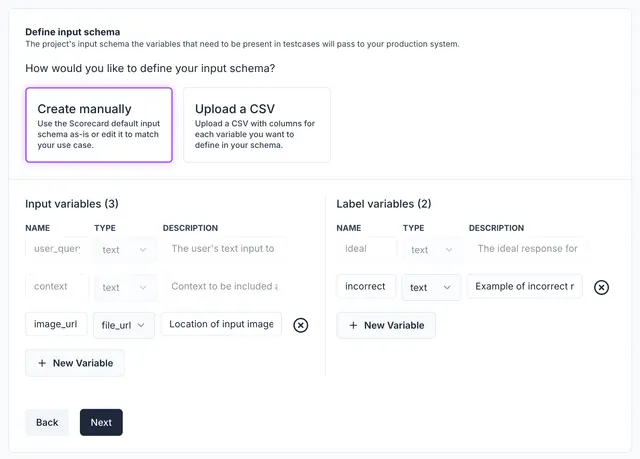 Define input schema
The project's input schema the variables that need to be present in testcases will pass to your production system.
How would you like to define your input schema?
Create manually
Use the Scorecard default input
schema as-is or edit it to match
your use case.
Upload a CSV
Upload a CSV with columns for
each variable you want to
define in your schema.
Input variables (3)
NAME TYPE DESCRIPTION
user_query text The user's text input to
context text Context to be included
image_url file_url Location of input image
+ New Variable
Label variables (2)
NAME TYPE DESCRIPTION
ideal text The ideal response for
incorrect text Example of incorrect r
+ New Variable
Back
Next